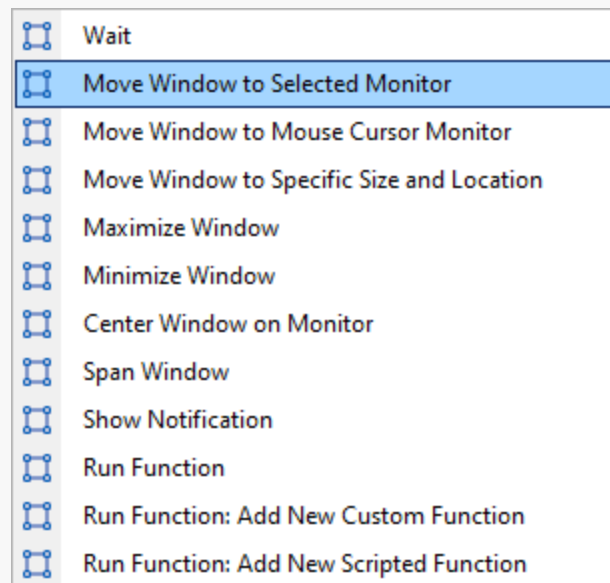 Wait
Move Window to Selected Monitor
Move Window to Mouse Cursor Monitor
Move Window to Specific Size and Location
Maximize Window
Minimize Window
Center Window on Monitor
Span Window
Show Notification
Run Function
Run Function: Add New Custom Function
Run Function: Add New Scripted Function